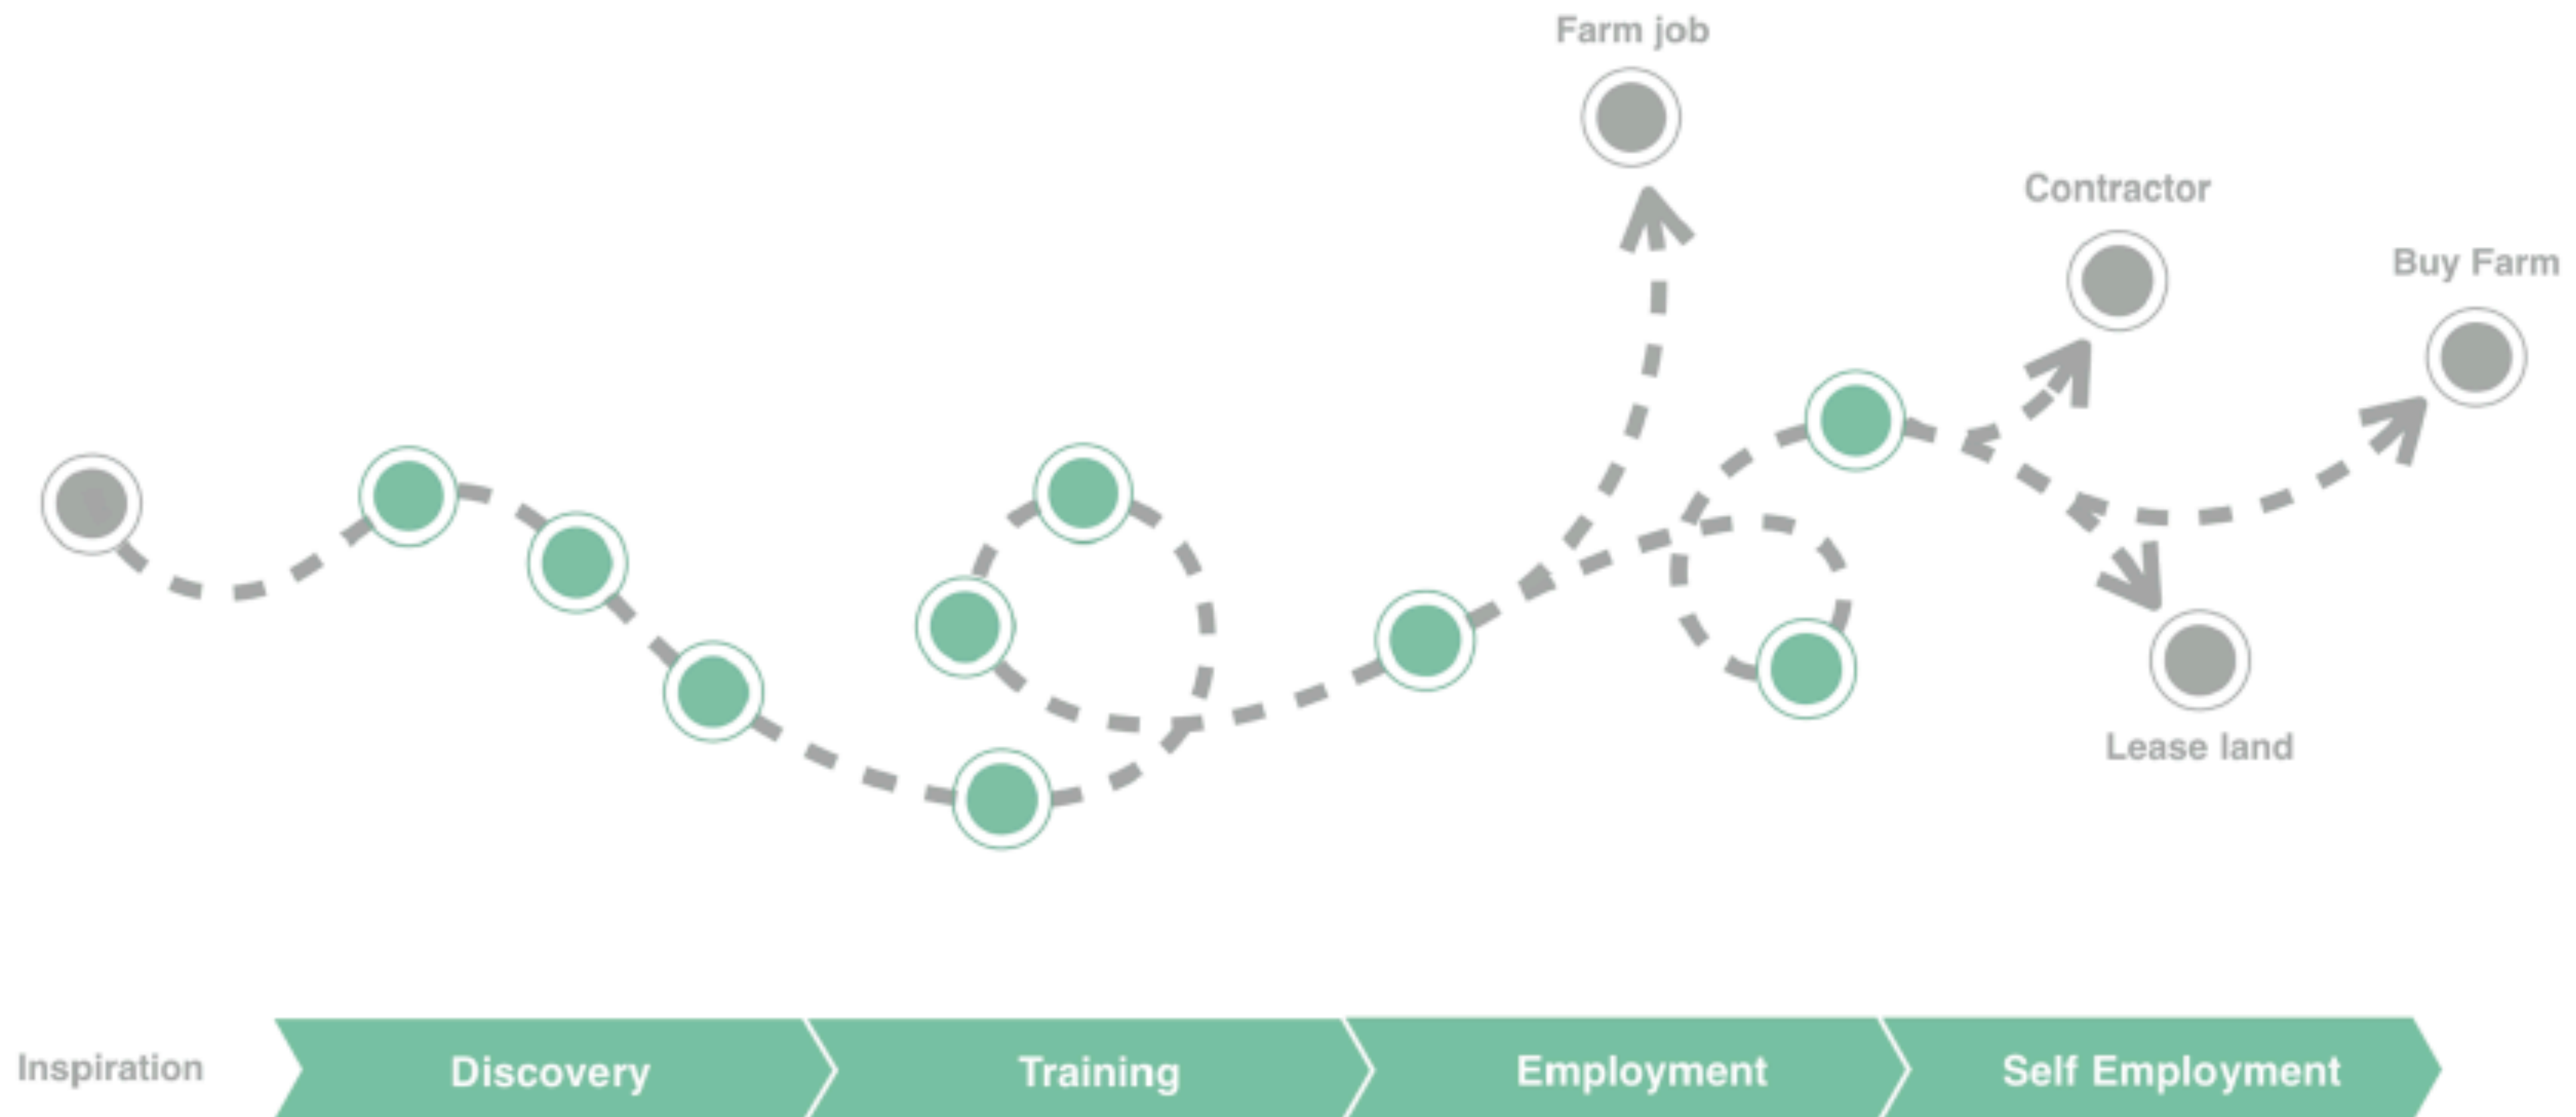 Farm job
Contractor
Buy Farm
Lease land
Inspiration
Discovery
Training
Employment
Self Employment